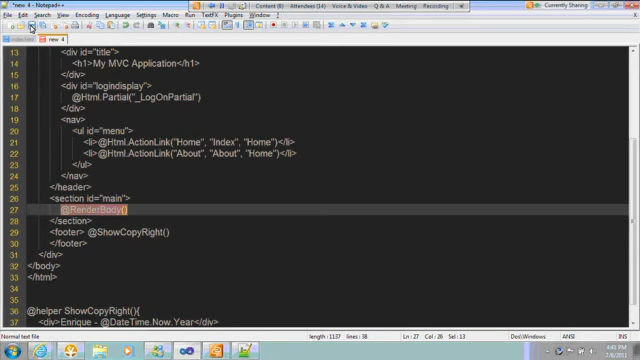 *new 4 - Notepad++
Content (8) Attendees (14) Voice & Video Q & A Meeting Recording
Currently Sharing
File Edit Search View Encoding Language Settings Macro Run TextFX Plugins Window ?
new 4
13 <div id="title">
14 <h1>My MVC Application</h1>
15 </div>
16 <div id="logindisplay">
17 @Html.Partial("_LogOnPartial")
18 </div>
19 <nav>
20 <ul id="menu">
21 <li>@Html.ActionLink("Home", "Index", "Home")</li>
22 <li>@Html.ActionLink("About", "About", "Home")</li>
23 </ul>
24 </nav>
25 </header>
26 <section id="main">
27 @RenderBody()
28 </section>
29 <footer> @ShowCopyRight()
30 </footer>
31 </div>
32 </body>
33 </html>
36 @helper ShowCopyRight(){
37 <div>Enrique - @DateTime.Now.Year</div>
Normal text file length : 1137 lines : 38 Ln : 27 Col : 26 Sel : 13 Dos\Windows ANSI INS
4:41 PM
7/8/2011